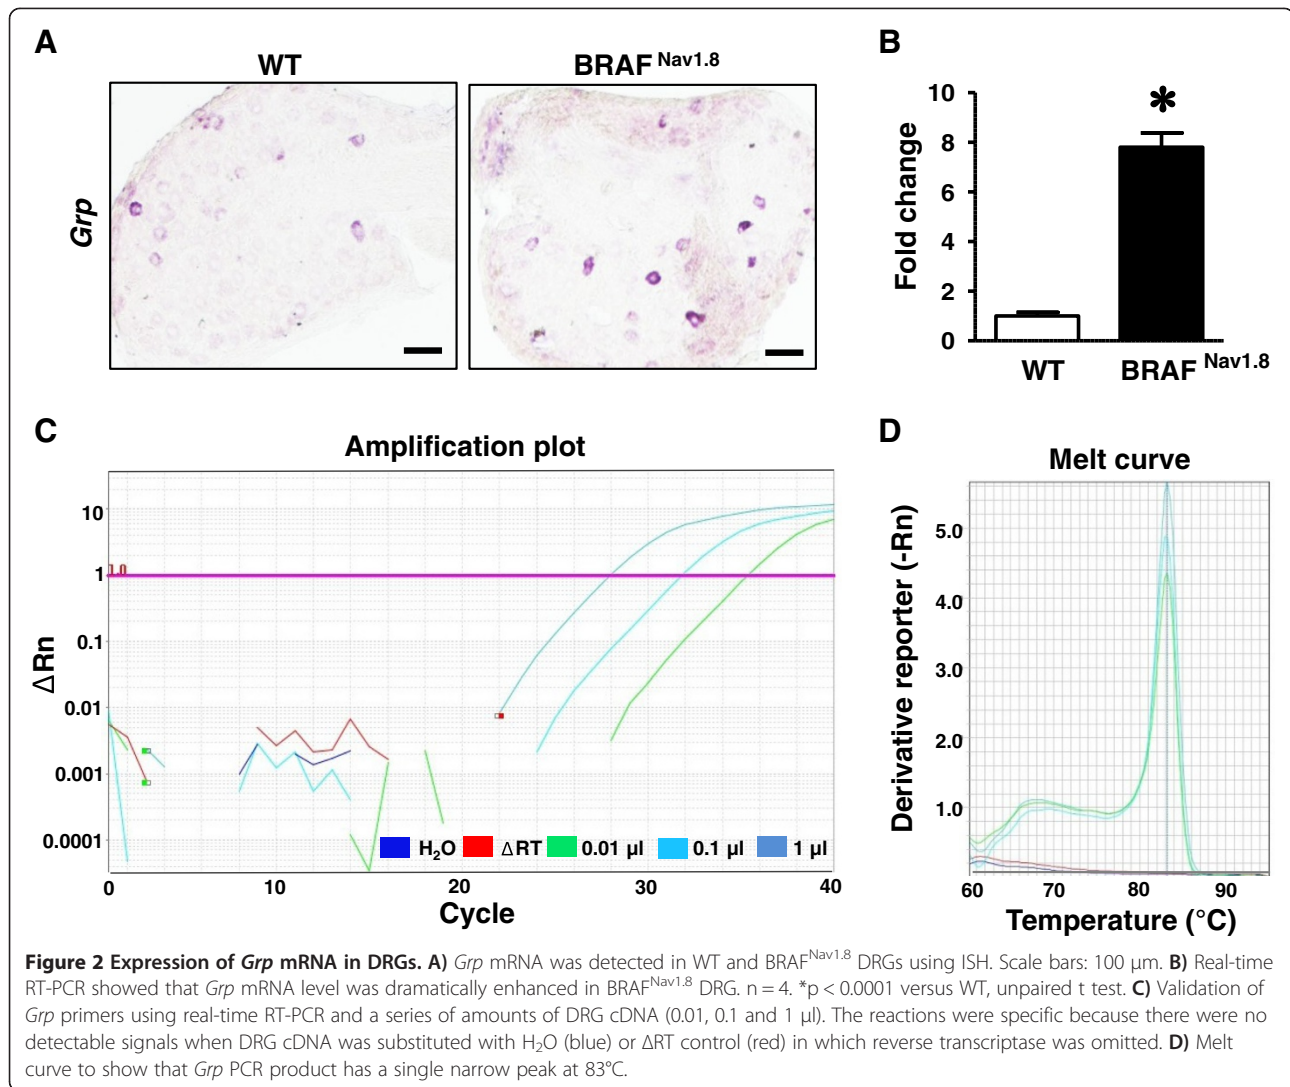 A
WT
BRAF Nav1.8
Grp
B
Fold change
10
8
6
4
2
0
*
WT
BRAF Nav1.8
C
Amplification plot
ΔRn
10
1
0.1
0.01
0.001
0.0001
1.0
H2O
ΔRT
0.01 µl
0.1 µl
1 µl
0
10
20
30
40
Cycle
D
Melt curve
Derivative reporter (-Rn)
5.0
4.0
3.0
2.0
1.0
60
70
80
90
Temperature (°C)
Figure 2 Expression of Grp mRNA in DRGs. A) Grp mRNA was detected in WT and BRAFNav1.8 DRGs using ISH. Scale bars: 100 μm. B) Real-time
RT-PCR showed that Grp mRNA level was dramatically enhanced in BRAFNav1.8 DRG. n = 4. *p < 0.0001 versus WT, unpaired t test. C) Validation of
Grp primers using real-time RT-PCR and a series of amounts of DRG cDNA (0.01, 0.1 and 1 μl). The reactions were specific because there were no
detectable signals when DRG cDNA was substituted with H2O (blue) or ΔRT control (red) in which reverse transcriptase was omitted. D) Melt
curve to show that Grp PCR product has a single narrow peak at 83°C.